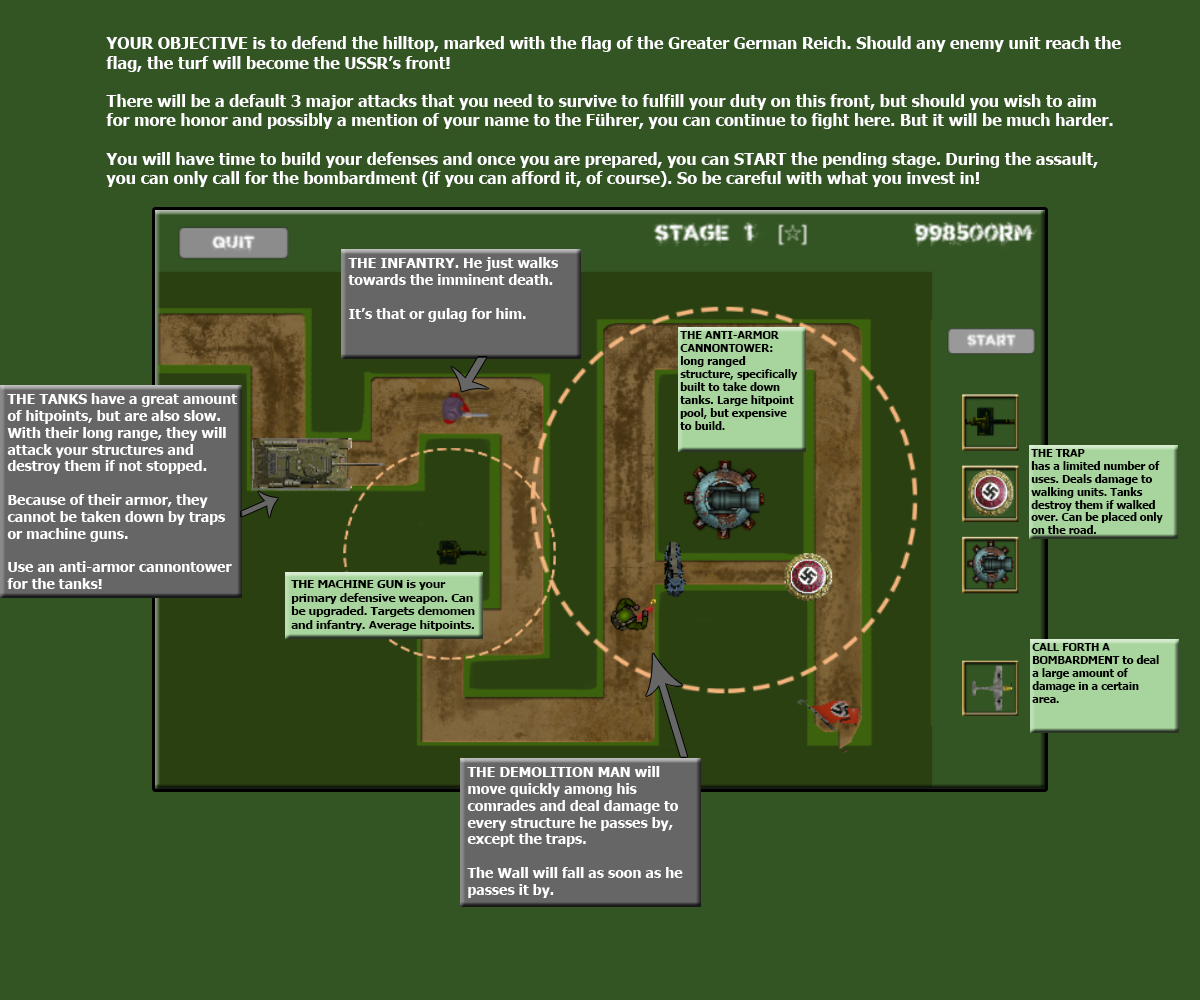 YOUR OBJECTIVE is to defend the hilltop, marked with the flag of the Greater German Reich. Should any enemy unit reach the
flag, the turf will become the USSR's front!
There will be a default 3 major attacks that you need to survive to fulfill your duty on this front, but should you wish to aim
for more honor and possibly a mention of your name to the Führer, you can continue to fight here. But it will be much harder.
You will have time to build your defenses and once you are prepared, you can START the pending stage. During the assault,
you can only call for the bombardment (if you can afford it, of course). So be careful with what you invest in!
QUIT
STAGE 1 [☆]
998500RM
THE INFANTRY. He just walks
towards the imminent death.
It's that or gulag for him.
THE ANTI-ARMOR
CANNONTOWER:
long ranged
structure, specifically
built to take down
tanks. Large hitpoint
pool, but expensive
to build.
START
THE TANKS have a great amount
of hitpoints, but are also slow.
With their long range, they will
attack your structures and
destroy them if not stopped.
Because of their armor, they
cannot be taken down by traps
or machine guns.
Use an anti-armor cannontower
for the tanks!
THE TRAP
has a limited number of
uses. Deals damage to
walking units. Tanks
destroy them if walked
over. Can be placed only
on the road.
THE MACHINE GUN is your
primary defensive weapon. Can
be upgraded. Targets demomen
and infantry. Average hitpoints.
CALL FORTH A
BOMBARDMENT to deal
a large amount of
damage in a certain
area.
THE DEMOLITION MAN will
move quickly among his
comrades and deal damage to
every structure he passes by,
except the traps.
The Wall will fall as soon as he
passes it by.